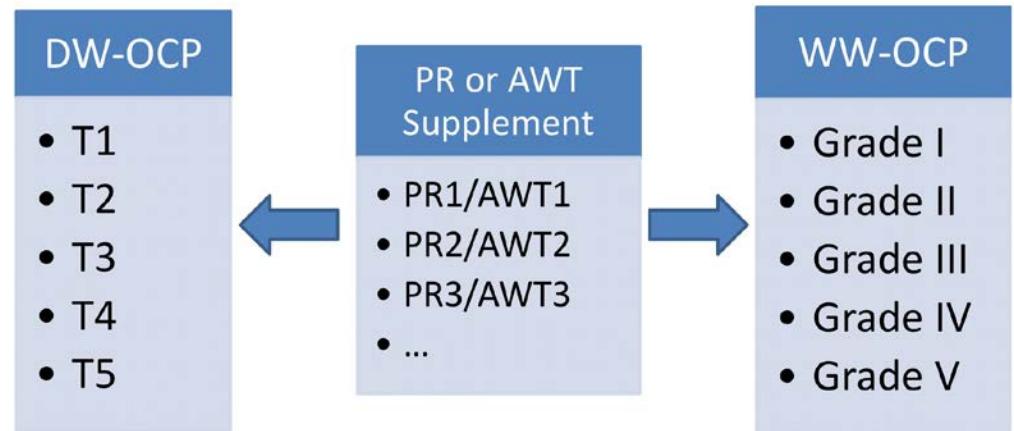 DW-OCP
• T1
• T2
• T3
• T4
• T5
PR or AWT
Supplement
• PR1/AWT1
• PR2/AWT2
• PR3/AWT3
• ...
WW-OCP
• Grade I
• Grade II
• Grade III
• Grade IV
• Grade V